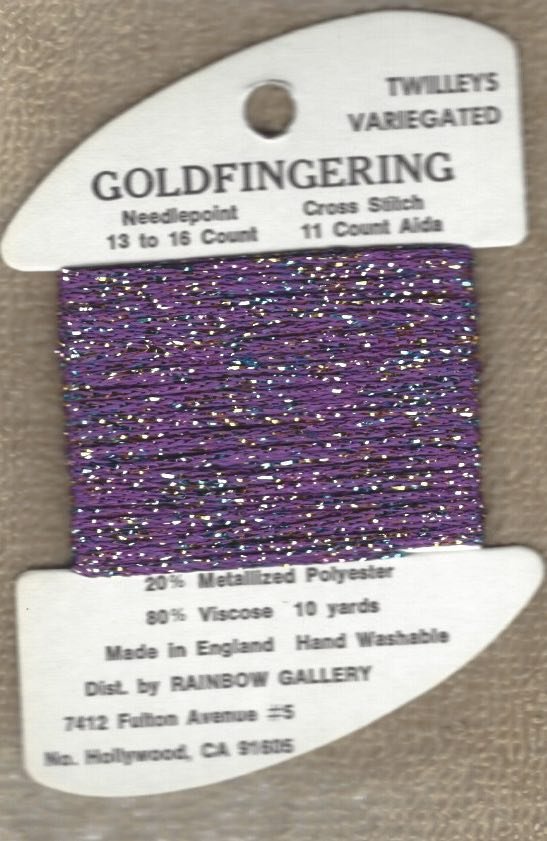 TWILLEYS
VARIEGATED
GOLDFINGERING
Needlepoint Cross Stitch
13 to 16 Count 11 Count Aida
20% Metallized Polyester
80% Viscose 10 yards
Made in England Hand Washable
Dist. by RAINBOW GALLERY
7412 Fulton Avenue #5
No. Hollywood, CA 91605